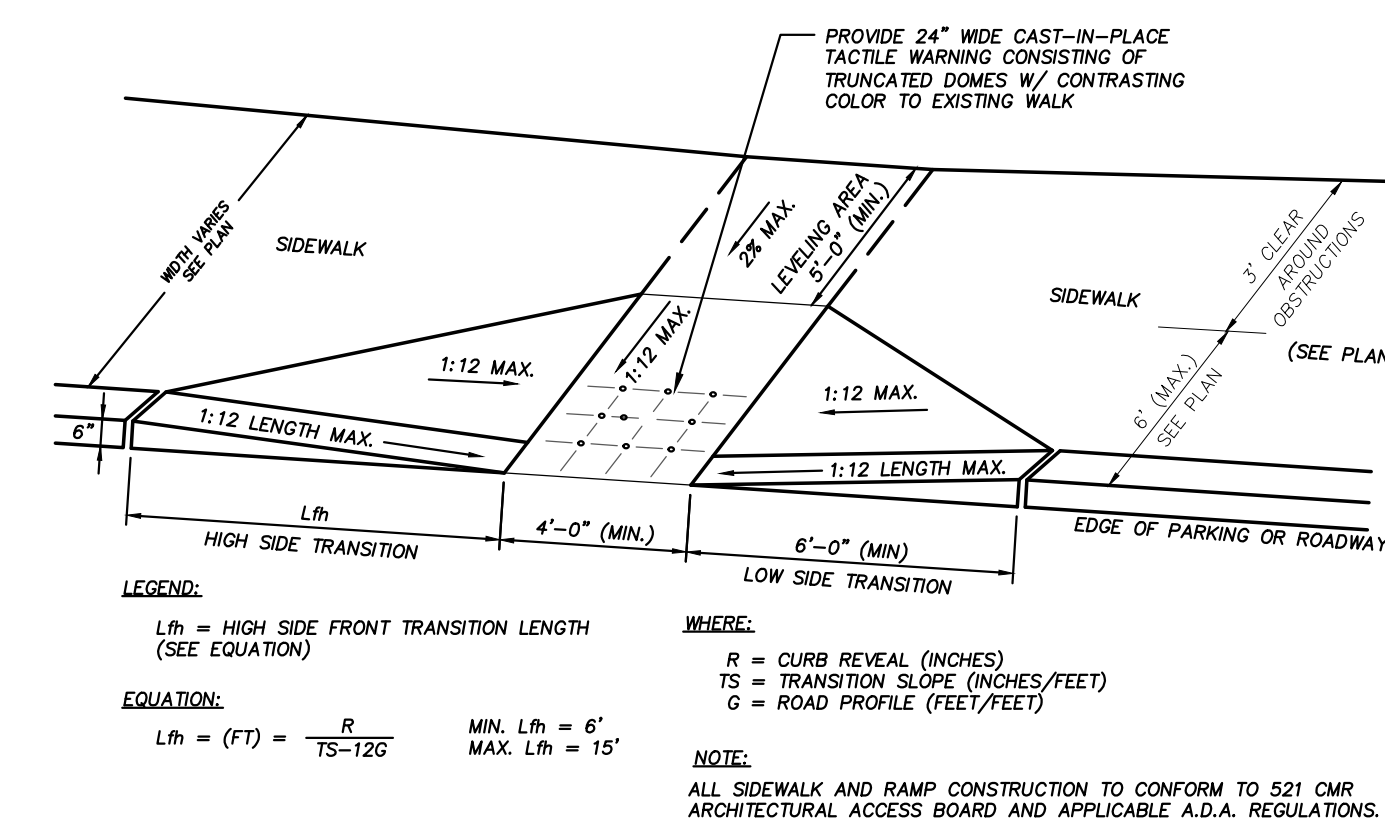 PROVIDE 24" WIDE CAST-IN-PLACE
TACTILE WARNING CONSISTING OF
TRUNCATED DOMES W/ CONTRASTING
COLOR TO EXISTING WALK
WIDTH VARIES
SEE PLAN
SIDEWALK
2% MAX.
LEVELING AREA
5'-0" (MIN.)
3' CLEAR
AROUND
OBSTRUCTIONS
SIDEWALK
(SEE PLAN
6' (MAX.)
SEE PLAN
1:12 MAX.
1:12 MAX.
1:12 MAX.
6"
1:12 LENGTH MAX.
1:12 LENGTH MAX.
Lfh
HIGH SIDE TRANSITION
4'-0" (MIN.)
6'-0" (MIN)
LOW SIDE TRANSITION
EDGE OF PARKING OR ROADWAY
LEGEND:
Lfh = HIGH SIDE FRONT TRANSITION LENGTH
(SEE EQUATION)
EQUATION:
Lfh = (FT) = R
TS-12G
MIN. Lfh = 6'
MAX. Lfh = 15'
WHERE:
R = CURB REVEAL (INCHES)
TS = TRANSITION SLOPE (INCHES/FEET)
G = ROAD PROFILE (FEET/FEET)
NOTE:
ALL SIDEWALK AND RAMP CONSTRUCTION TO CONFORM TO 521 CMR
ARCHITECTURAL ACCESS BOARD AND APPLICABLE A.D.A. REGULATIONS.